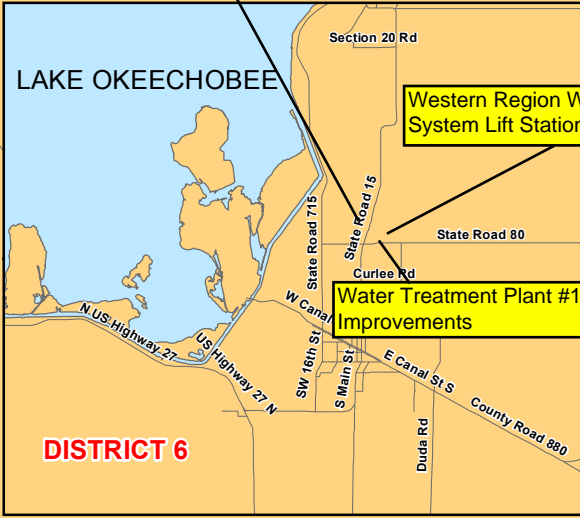 Section 20 Rd
LAKE OKEECHOBEE
Western Region W
System Lift Station
State Road 715
State Road 15
State Road 80
Curlee Rd
Water Treatment Plant #1
Improvements
W Canal
N US Highway 27
US Highway 27 N
SW 16th St
S Main St
E Canal St S
County Road 880
Duda Rd
DISTRICT 6